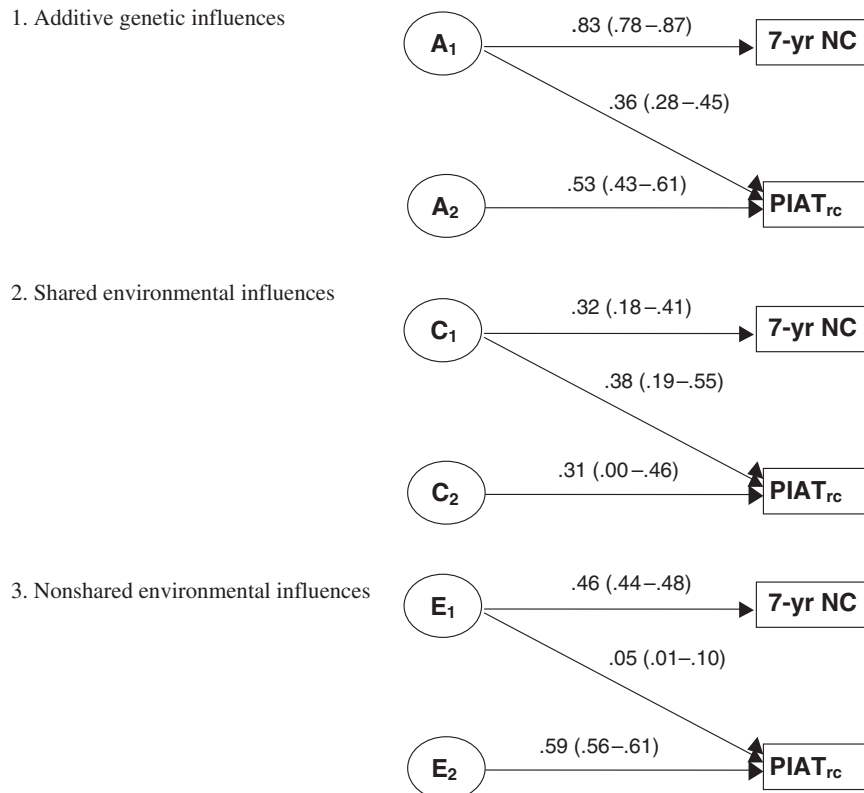 1. Additive genetic influences
A1
.83 (.78–.87)
7-yr NC
.36 (.28–.45)
A2
.53 (.43–.61)
PIATrc
2. Shared environmental influences
C1
.32 (.18–.41)
7-yr NC
.38 (.19–.55)
C2
.31 (.00–.46)
PIATrc
3. Nonshared environmental influences
E1
.46 (.44–.48)
7-yr NC
.05 (.01–.10)
E2
.59 (.56–.61)
PIATrc